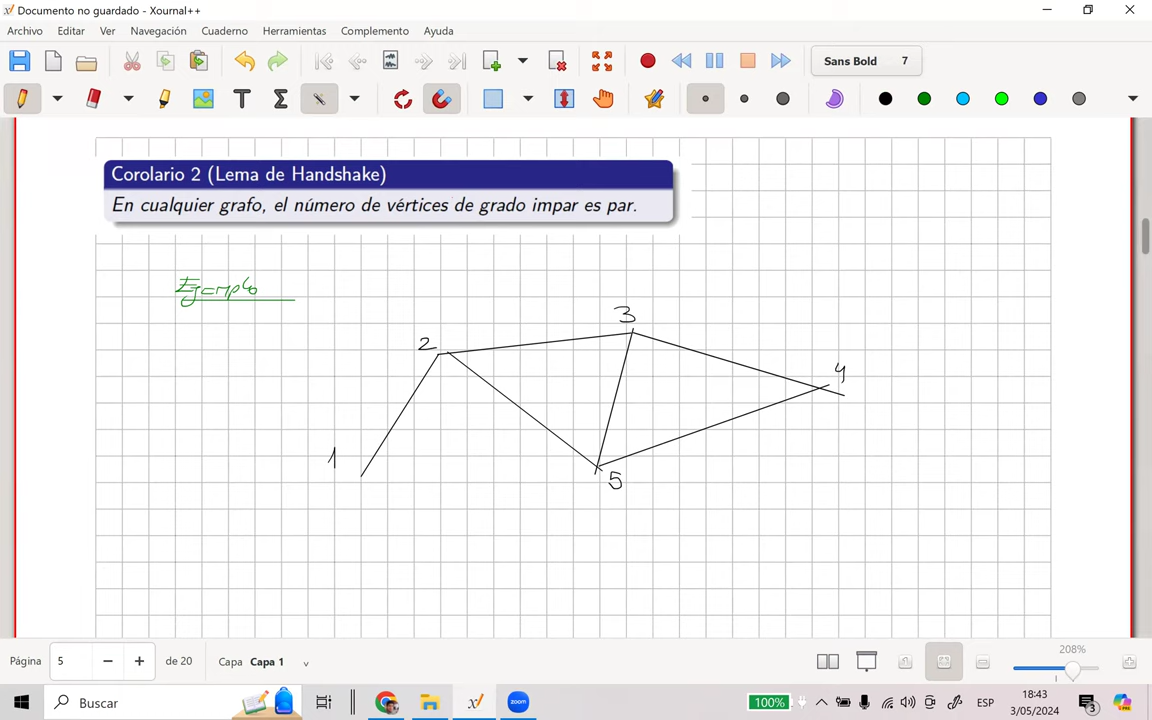 Documento no guardado - Xournal++
Archivo Editar Ver Navegación Cuaderno Herramientas Complemento Ayuda
Sans Bold 7
Corolario 2 (Lema de Handshake)
En cualquier grafo, el número de vértices de grado impar es par.
Ejemplo
3
2
4
1
5
Página 5 de 20 Capa Capa 1 208%
Buscar zoom 100% ESP 18:43
3/05/2024 3